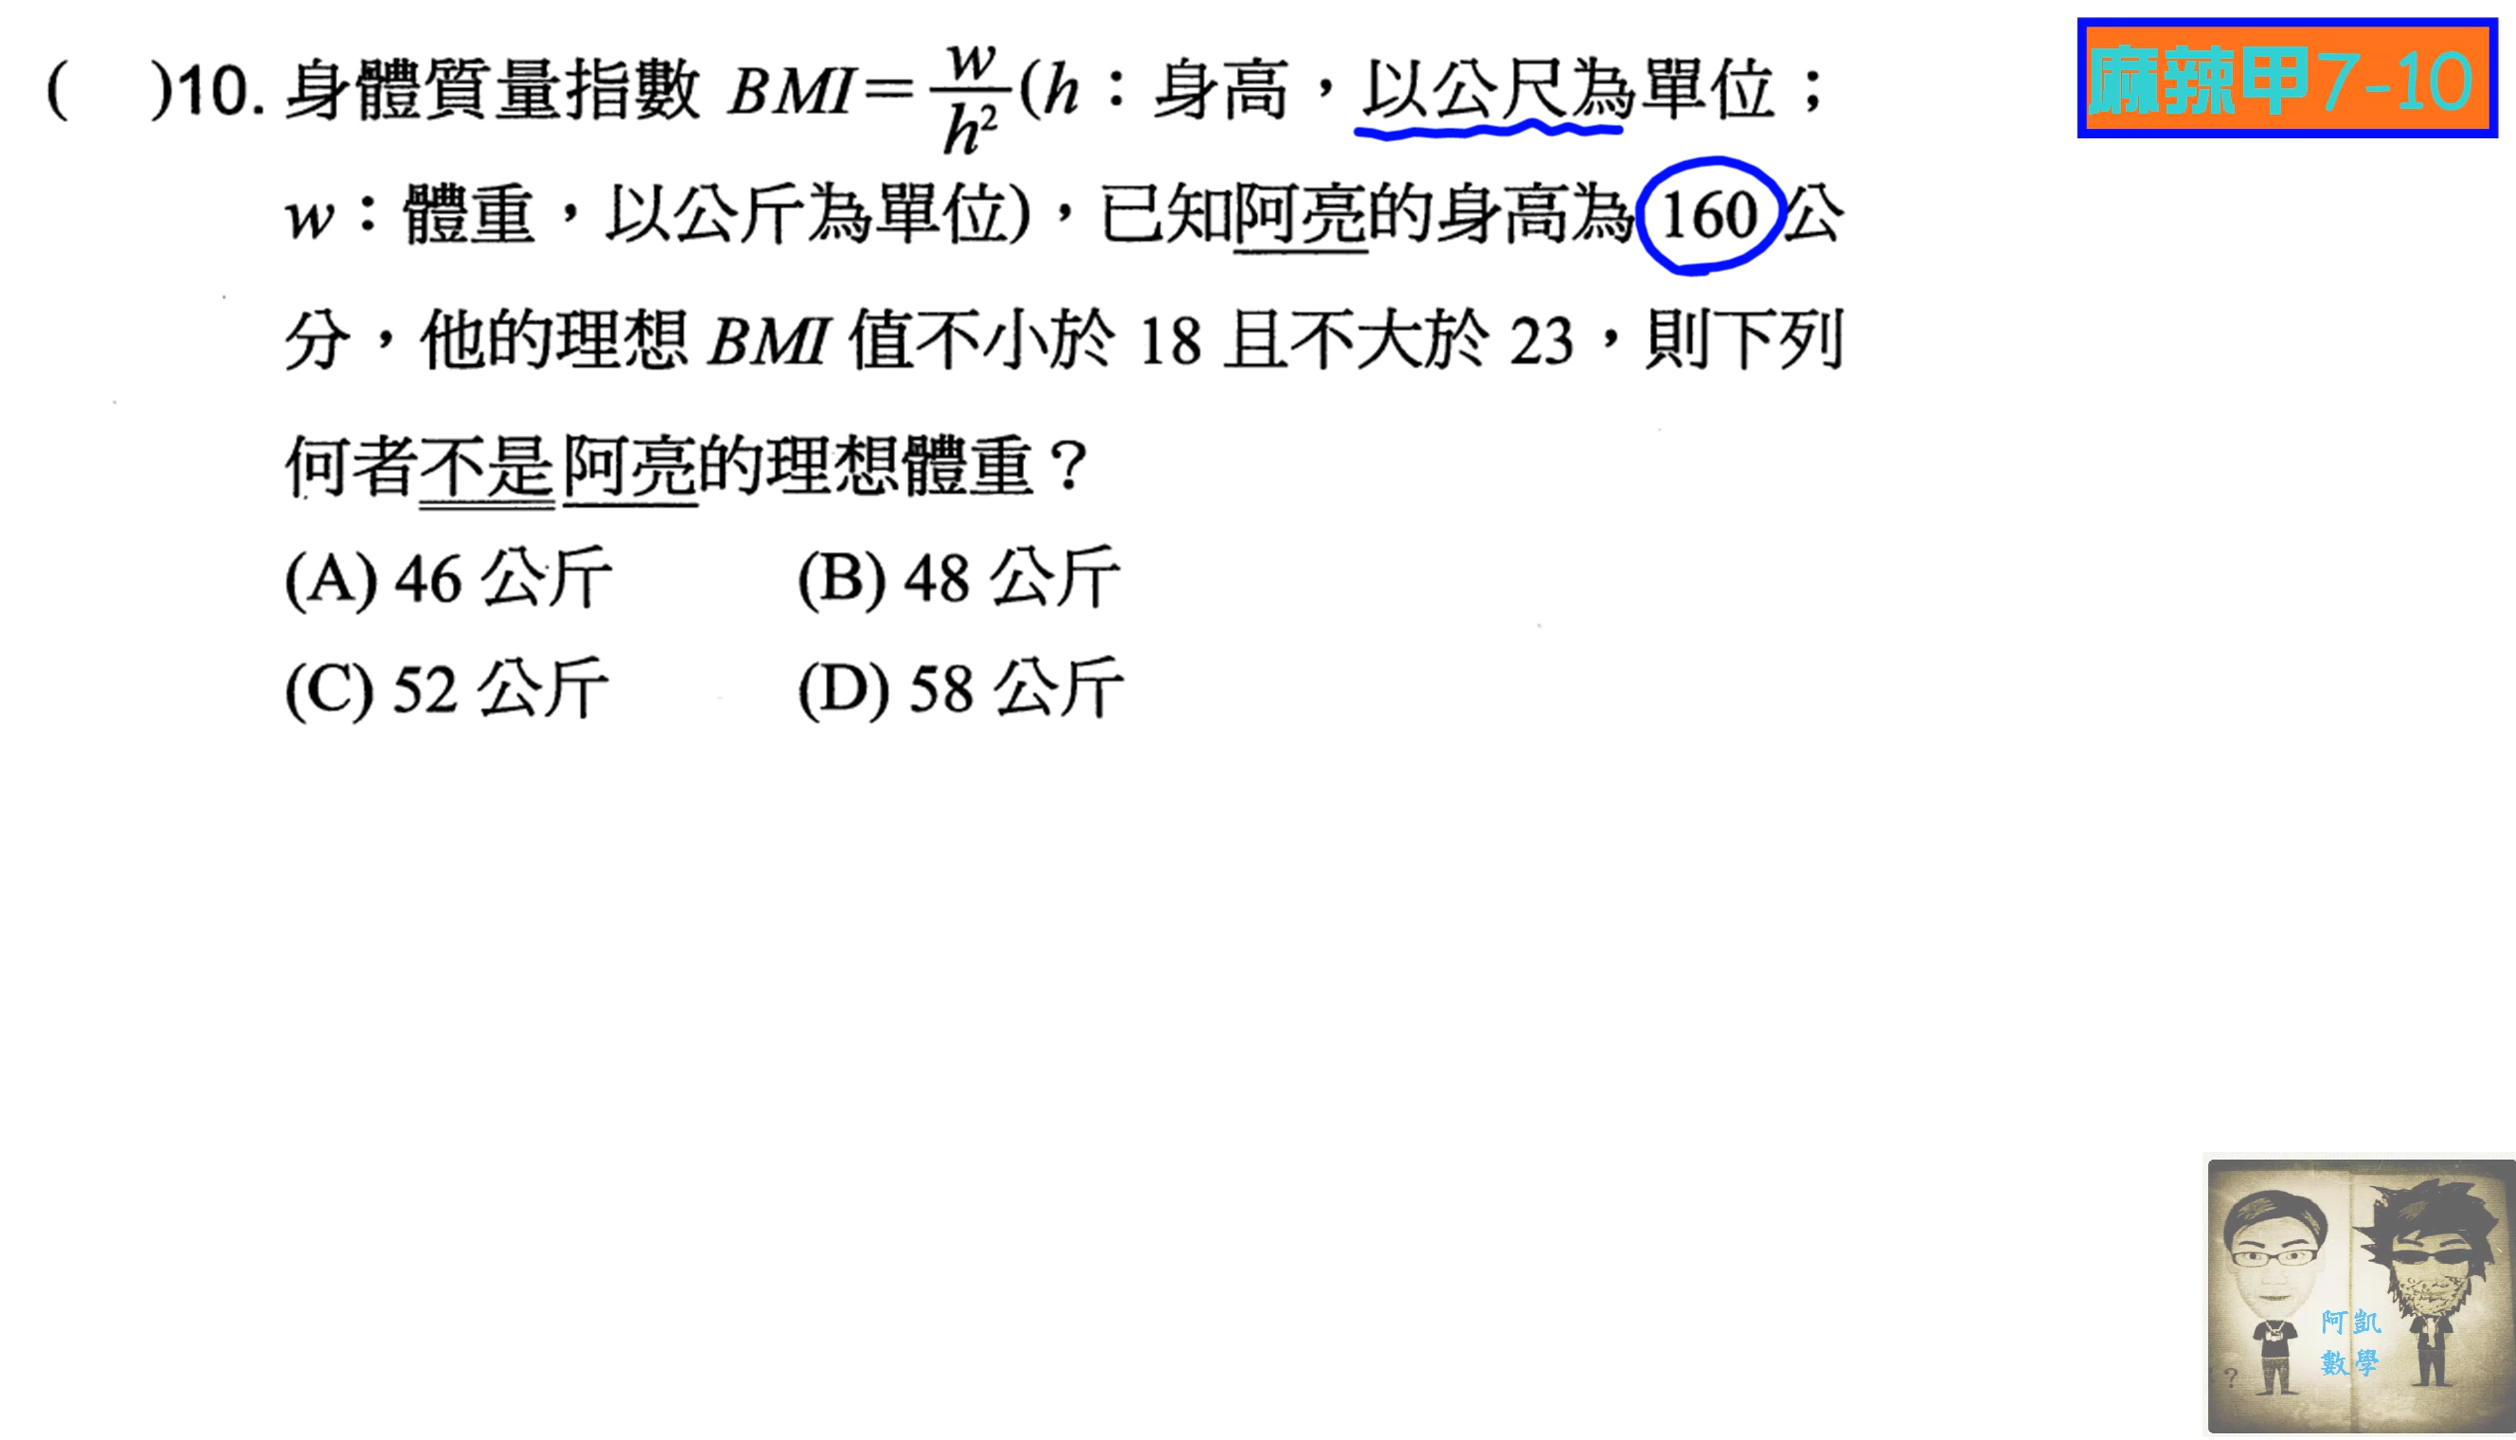 (　)10. 身體質量指數 BMI=w/h²(h：身高，以公尺為單位；
麻辣甲7-10
w：體重，以公斤為單位)，已知阿亮的身高為160公
分，他的理想 BMI 值不小於 18 且不大於 23，則下列
何者不是阿亮的理想體重？
(A) 46 公斤　(B) 48 公斤
(C) 52 公斤　(D) 58 公斤
阿凱
數學
?